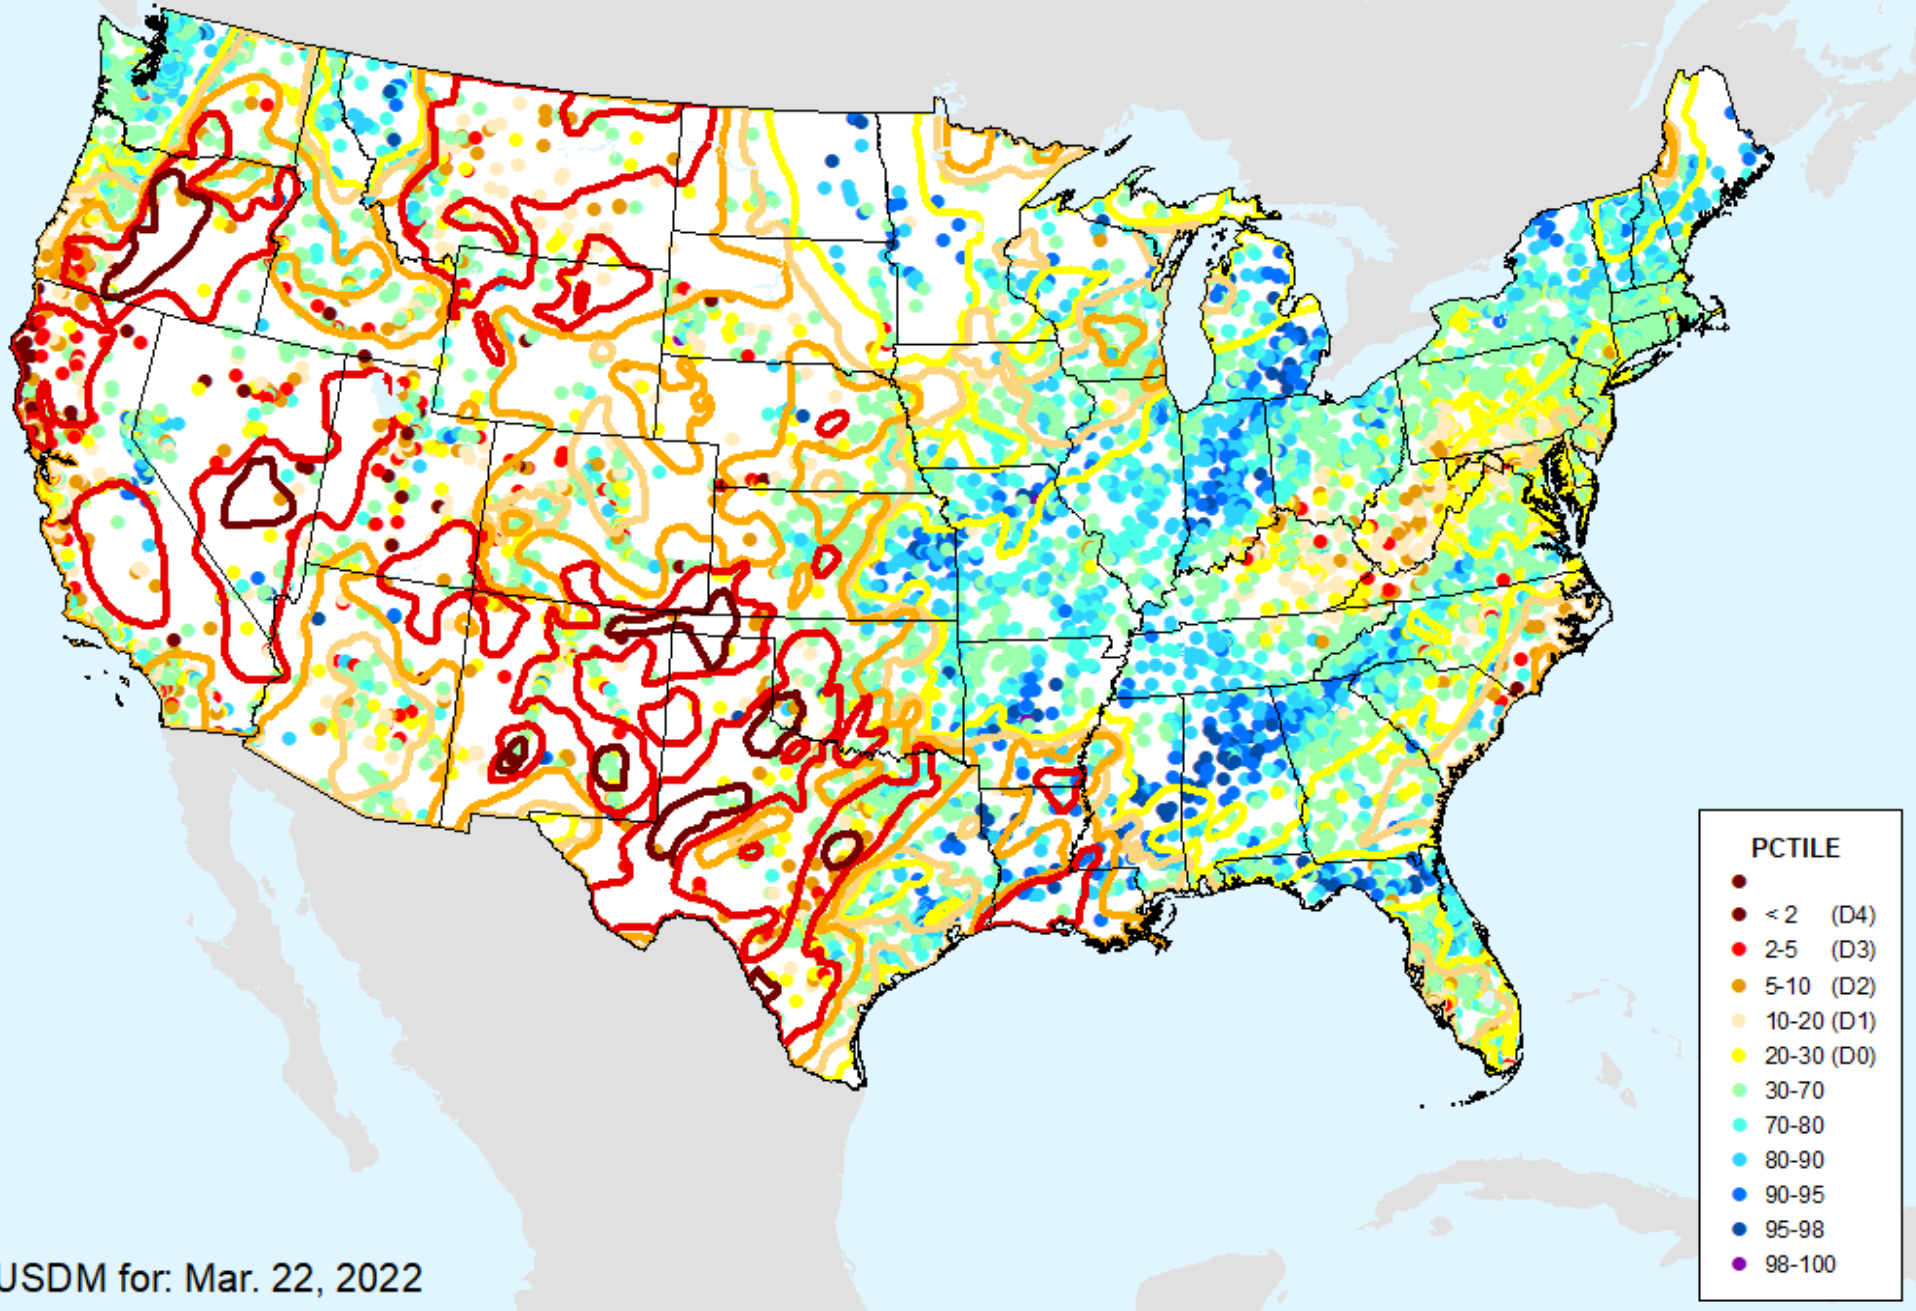 PCTILE
< 2 (D4)
2-5 (D3)
5-10 (D2)
10-20 (D1)
20-30 (D0)
30-70
70-80
80-90
90-95
95-98
98-100
USDM for: Mar. 22, 2022